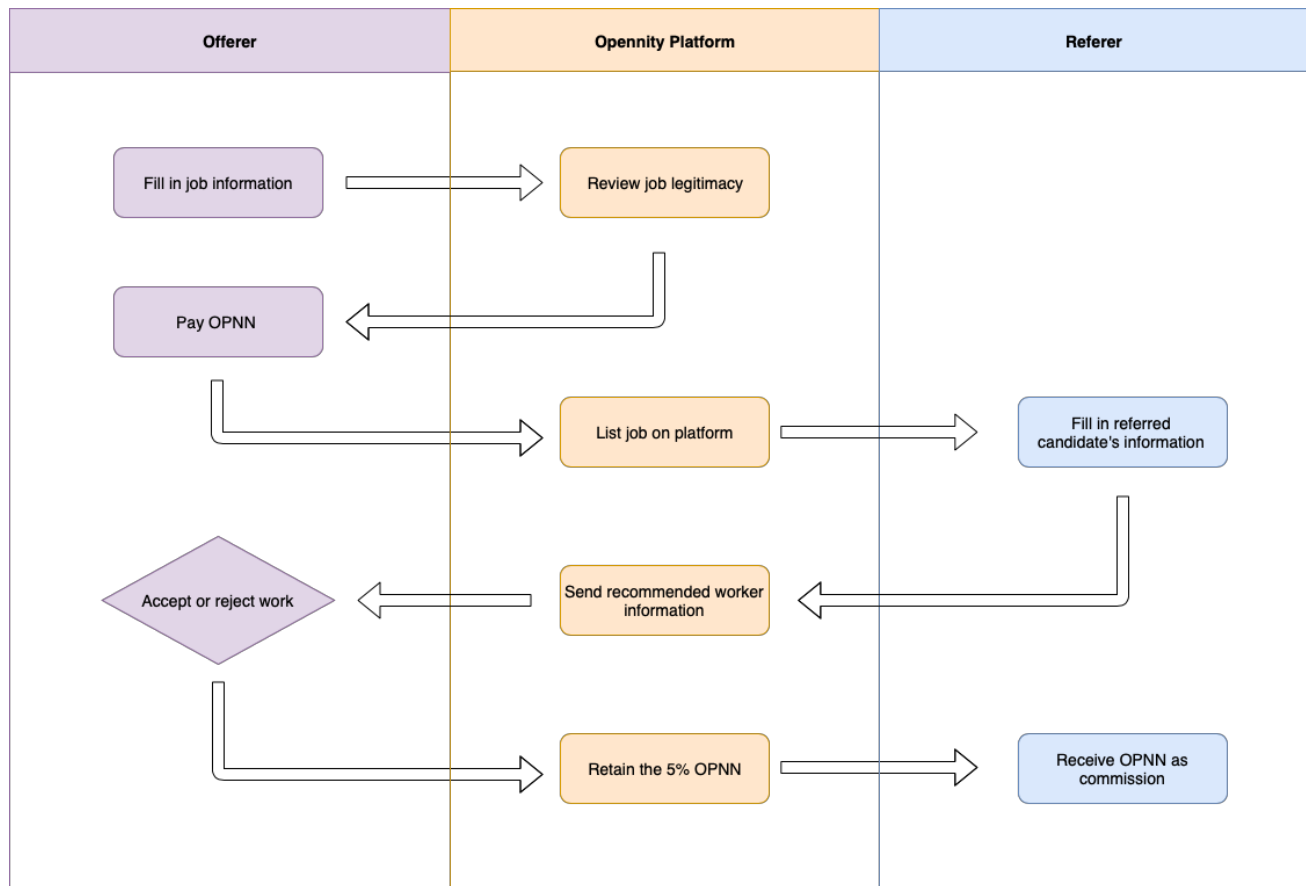 Offerer
Opennity Platform
Referer
Fill in job information
Review job legitimacy
Pay OPNN
List job on platform
Fill in referred
candidate's information
Accept or reject work
Send recommended worker
information
Retain the 5% OPNN
Receive OPNN as
commission